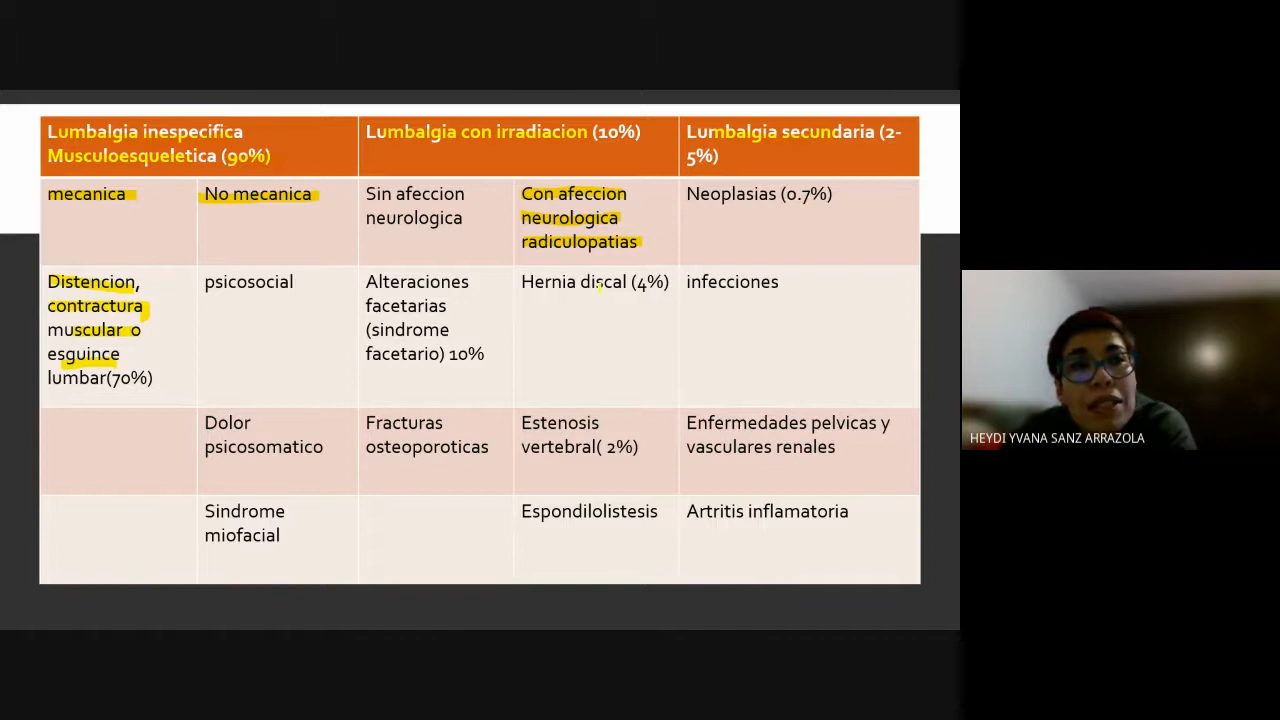 Lumbalgia inespecifica
Musculoesqueletica (90%)
Lumbalgia con irradiacion (10%)
Lumbalgia secundaria (2-
5%)
mecanica
No mecanica
Sin afeccion
neurologica
Con afeccion
neurologica
radiculopatias
Neoplasias (0.7%)
Distencion,
contractura
muscular o
esguince
lumbar(70%)
psicosocial
Alteraciones
facetarias
(sindrome
facetario) 10%
Hernia discal (4%)
infecciones
Dolor
psicosomatico
Fracturas
osteoporoticas
Estenosis
vertebral( 2%)
Enfermedades pelvicas y
vasculares renales
Sindrome
miofacial
Espondilolistesis
Artritis inflamatoria
HEYDI YVANA SANZ ARRAZOLA